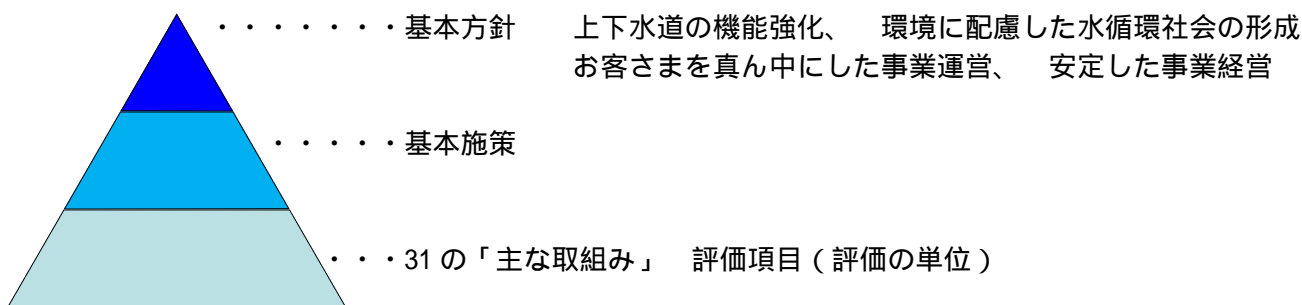 ・・・・・・・基本方針　　上下水道の機能強化、　環境に配慮した水循環社会の形成
お客さまを真ん中にした事業運営、　安定した事業経営
・・・・・基本施策
・・・31の「主な取組み」　評価項目（評価の単位）